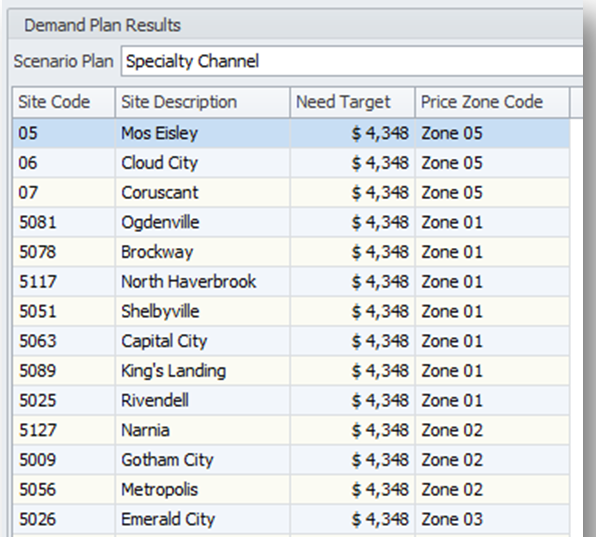 Demand Plan Results
Scenario Plan Specialty Channel
Site Code Site Description Need Target Price Zone Code
05 Mos Eisley $ 4,348 Zone 05
06 Cloud City $ 4,348 Zone 05
07 Coruscant $ 4,348 Zone 05
5081 Ogdenville $ 4,348 Zone 01
5078 Brockway $ 4,348 Zone 01
5117 North Haverbrook $ 4,348 Zone 01
5051 Shelbyville $ 4,348 Zone 01
5063 Capital City $ 4,348 Zone 01
5089 King's Landing $ 4,348 Zone 01
5025 Rivendell $ 4,348 Zone 01
5127 Narnia $ 4,348 Zone 02
5009 Gotham City $ 4,348 Zone 02
5056 Metropolis $ 4,348 Zone 02
5026 Emerald City $ 4,348 Zone 03